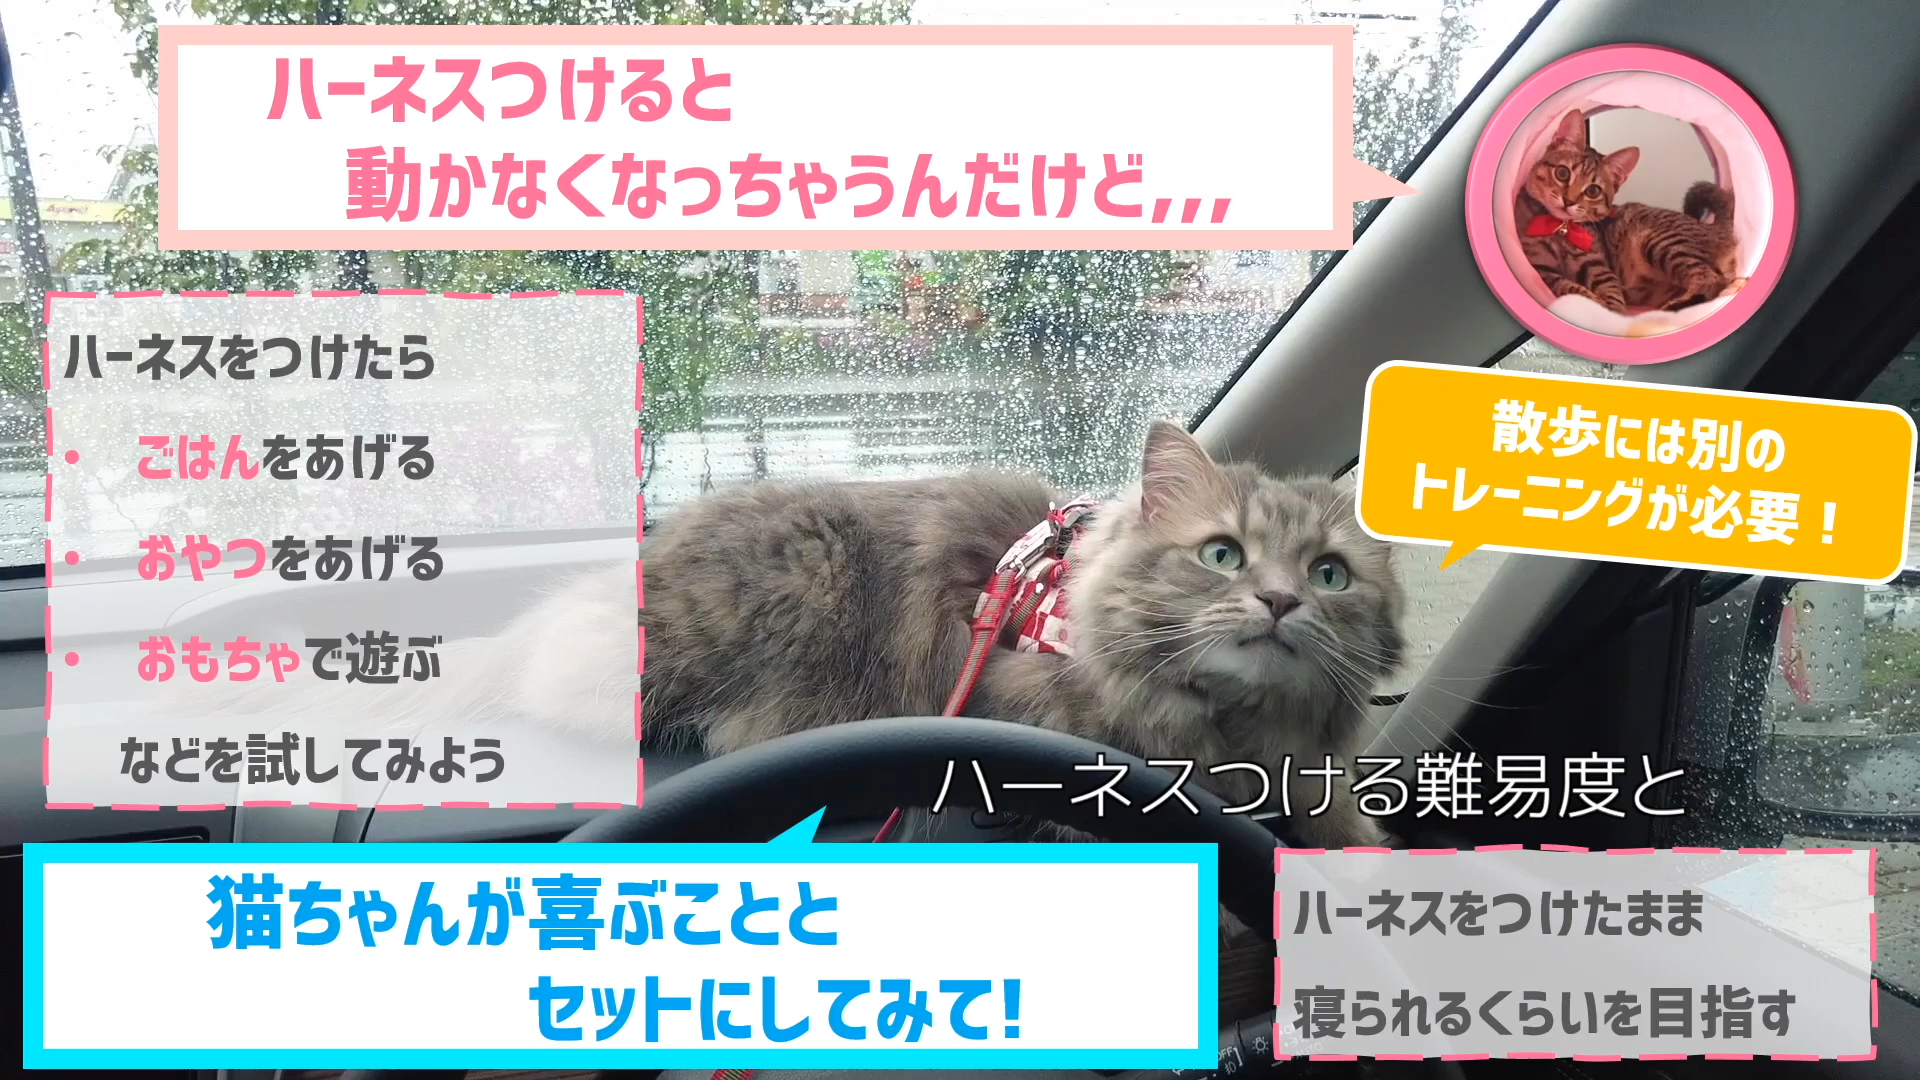 ハーネスつけると
動かなくなっちゃうんだけど,,,
ハーネスをつけたら
• ごはんをあげる
• おやつをあげる
• おもちゃで遊ぶ
などを試してみよう
散歩には別の
トレーニングが必要！
ハーネスつける難易度と
猫ちゃんが喜ぶことと
セットにしてみて!
ハーネスをつけたまま
寝られるくらいを目指す
OFF